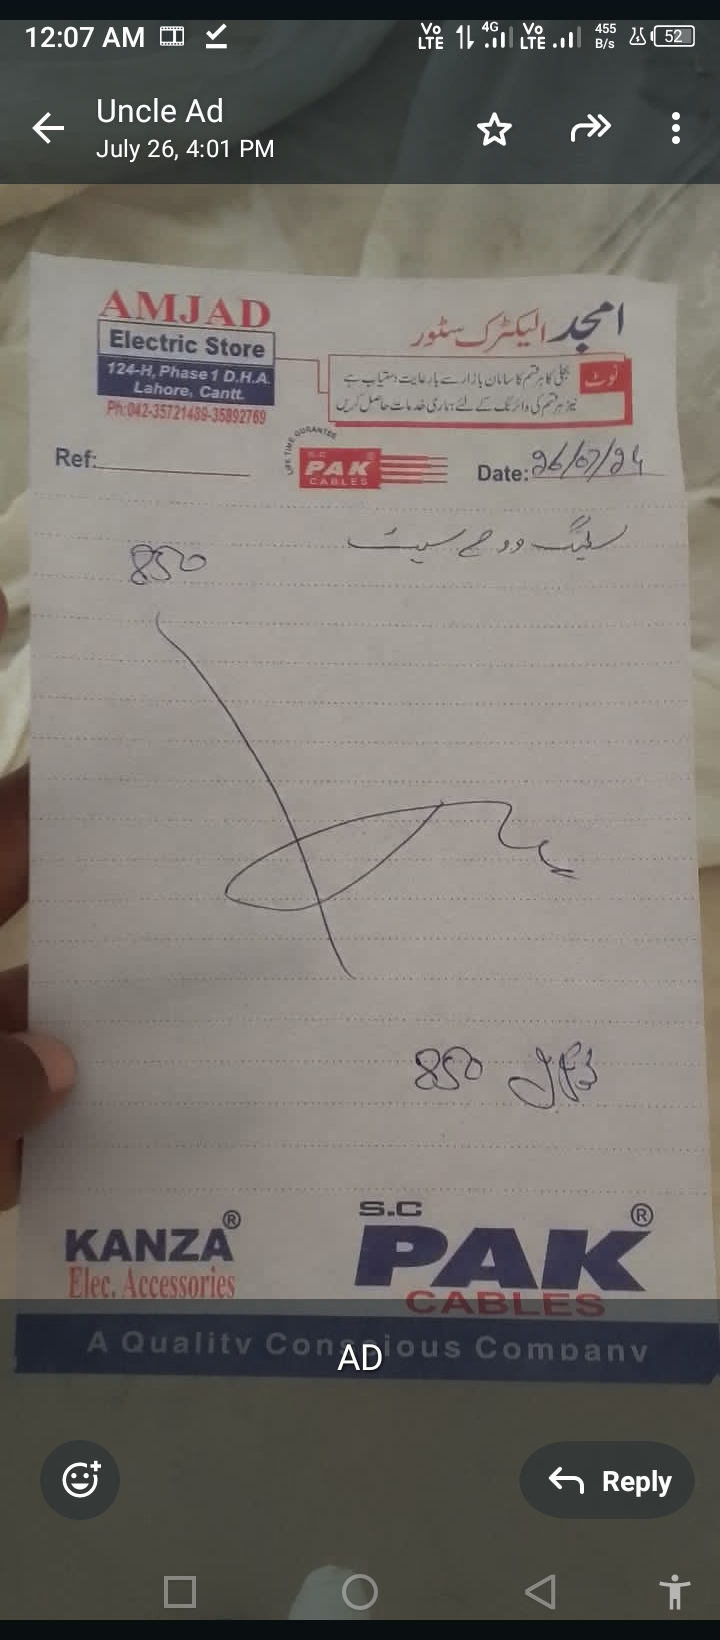 12:07 AM
Vo LTE 4G Vo LTE 455 B/s 52
Uncle Ad
July 26, 4:01 PM
AMJAD
Electric Store
124-H, Phase 1 D.H.A.
Lahore, Cantt.
Ph:042-35721489-35892769
امجد الیکٹرک سٹور
نوٹ
بجلی کا ہر قسم کا سامان بازار سے بارعایت دستیاب ہے
نیز ہر قسم کی وائرنگ کے لئے ہماری خدمات حاصل کریں
Ref:
LIFE TIME GURANTEE
S.C
PAK
CABLES
Date: 26/07/24
سیٹ
850
850
KANZA®
Elec. Accessories
S.C
PAK®
CABLES
A Quality Conscious Company
AD
Reply